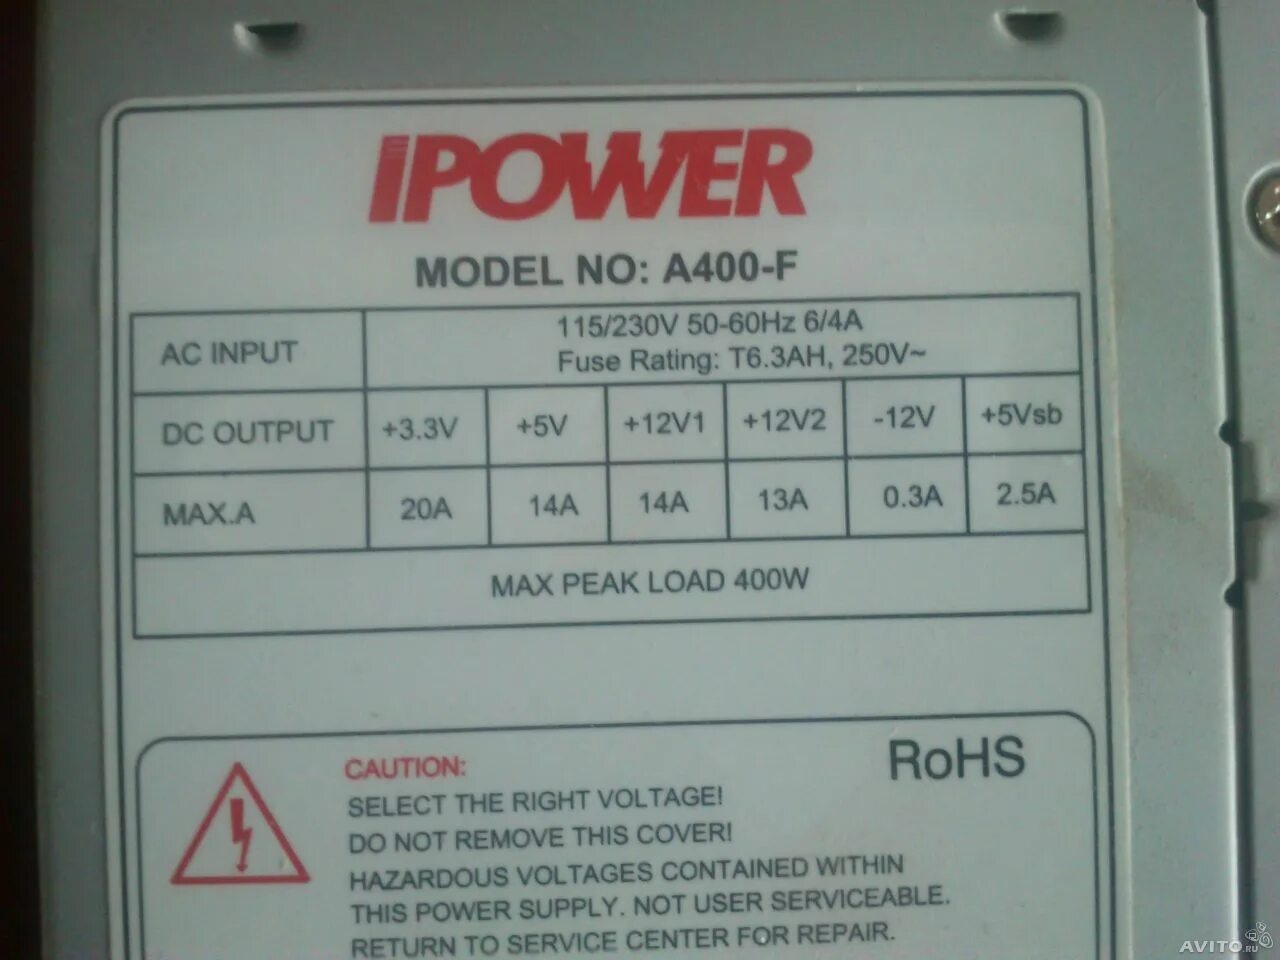 IPOWER
MODEL NO: A400-F
AC INPUT 115/230V 50-60Hz 6/4A
Fuse Rating: T6.3AH, 250V~
DC OUTPUT +3.3V +5V +12V1 +12V2 -12V +5Vsb
MAX.A 20A 14A 14A 13A 0.3A 2.5A
MAX PEAK LOAD 400W
RoHS
CAUTION:
SELECT THE RIGHT VOLTAGE!
DO NOT REMOVE THIS COVER!
HAZARDOUS VOLTAGES CONTAINED WITHIN
THIS POWER SUPPLY. NOT USER SERVICEABLE.
RETURN TO SERVICE CENTER FOR REPAIR.
AVITO.RU